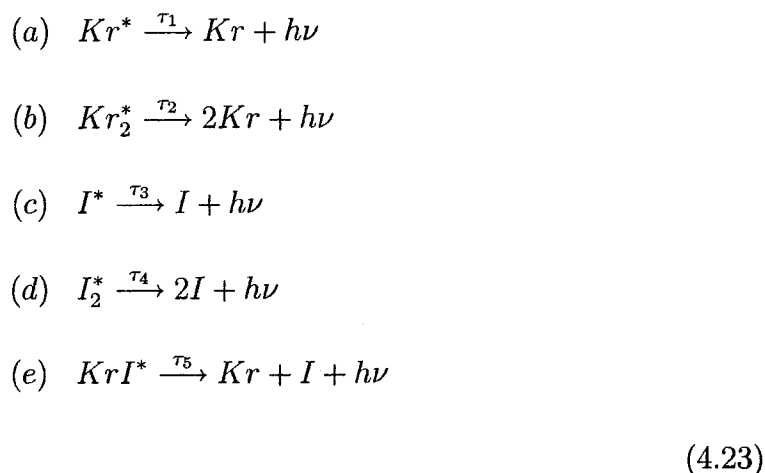 (a) Kr* —τ₁→ Kr + hν
(b) Kr₂* —τ₂→ 2Kr + hν
(c) I* —τ₃→ I + hν
(d) I₂* —τ₄→ 2I + hν
(e) KrI* —τ₅→ Kr + I + hν
(4.23)